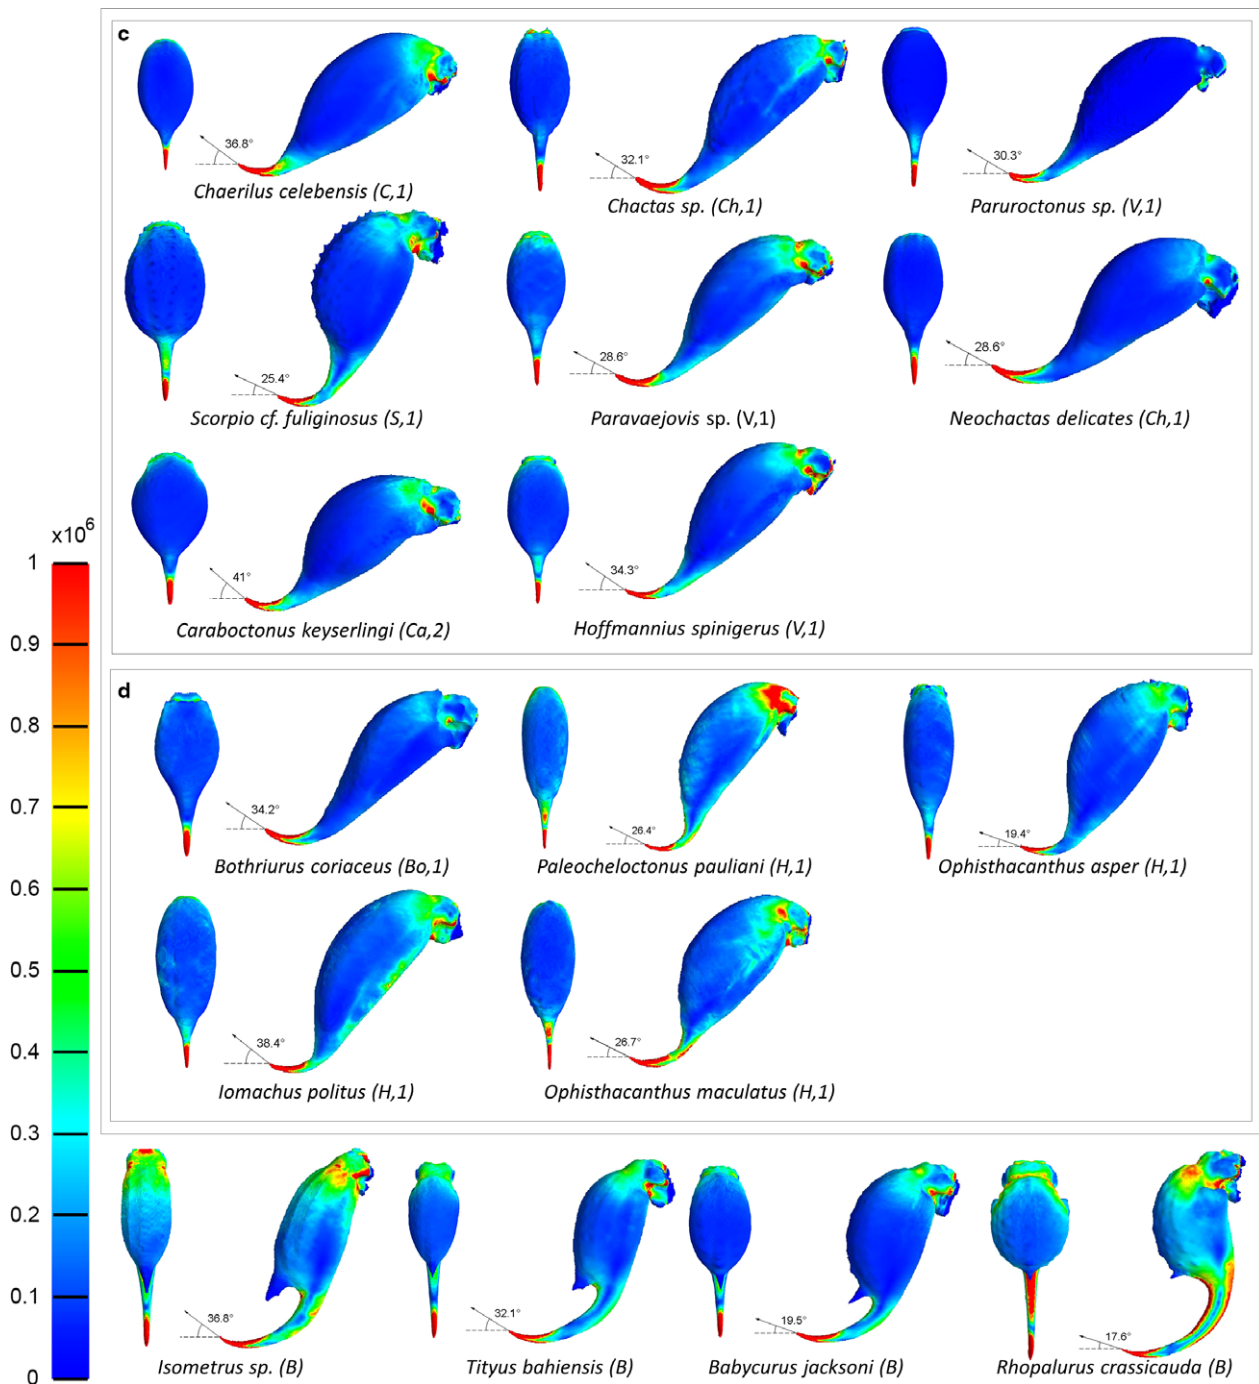 c
36.8°
32.1°
30.3°
Chaerilus celebensis (C,1)
Chactas sp. (Ch,1)
Paruroctonus sp. (V,1)
25.4°
28.6°
28.6°
Scorpio cf. fuliginosus (S,1)
Paravaejovis sp. (V,1)
Neochactas delicates (Ch,1)
41°
34.3°
Caraboctonus keyserlingi (Ca,2)
Hoffmannius spinigerus (V,1)
x10⁶
1
0.9
0.8
0.7
0.6
0.5
0.4
0.3
0.2
0.1
0
d
34.2°
26.4°
19.4°
Bothriurus coriaceus (Bo,1)
Paleocheloctonus pauliani (H,1)
Ophisthacanthus asper (H,1)
38.4°
26.7°
Iomachus politus (H,1)
Ophisthacanthus maculatus (H,1)
36.8°
32.1°
19.5°
17.6°
Isometrus sp. (B)
Tityus bahiensis (B)
Babycurus jacksoni (B)
Rhopalurus crassicauda (B)